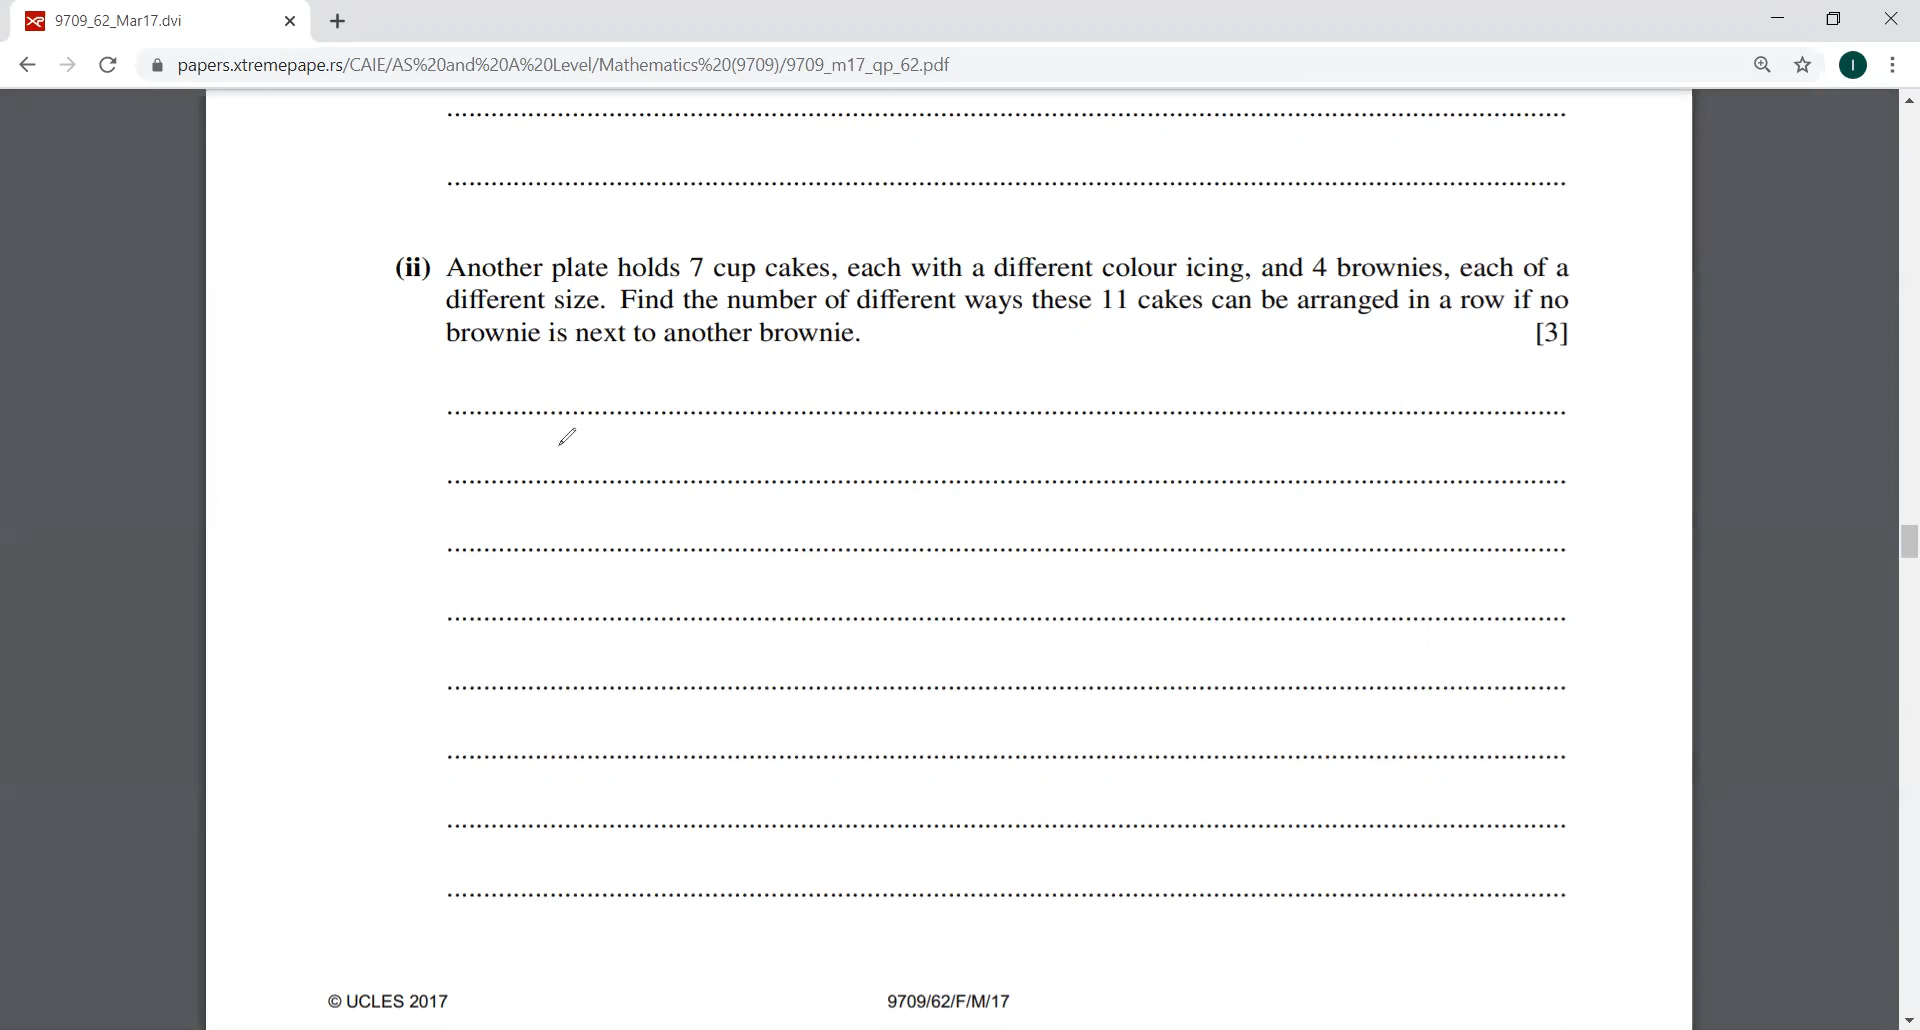 9709_62_Mar17.dvi
papers.xtremepape.rs/CAIE/AS%20and%20A%20Level/Mathematics%20(9709)/9709_m17_qp_62.pdf
I
(ii) Another plate holds 7 cup cakes, each with a different colour icing, and 4 brownies, each of a
different size. Find the number of different ways these 11 cakes can be arranged in a row if no
brownie is next to another brownie. [3]
© UCLES 2017 9709/62/F/M/17